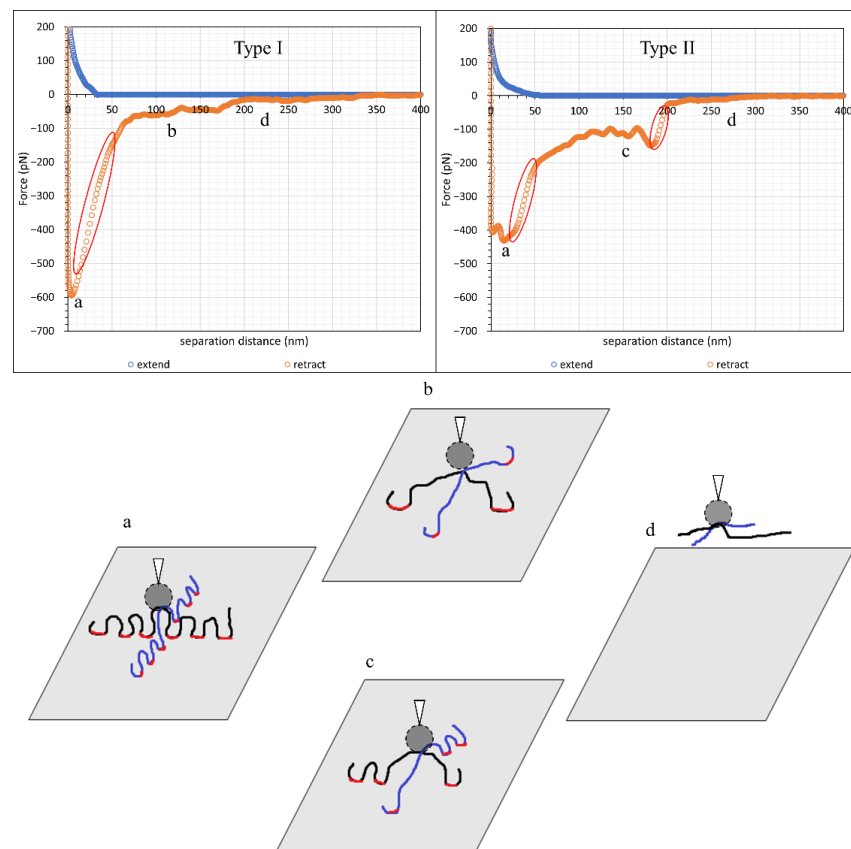 Type I
200
100
0
−100
−200
−300
−400
−500
−600
−700
0 50 100 150 200 250 300 350 400
Force (pN)
a
b
d
separation distance (nm)
extend retract
Type II
200
100
0
−100
−200
−300
−400
−500
−600
−700
0 50 100 150 200 250 300 350 400
Force (pN)
a
c
d
separation distance (nm)
extend retract
b
a
d
c